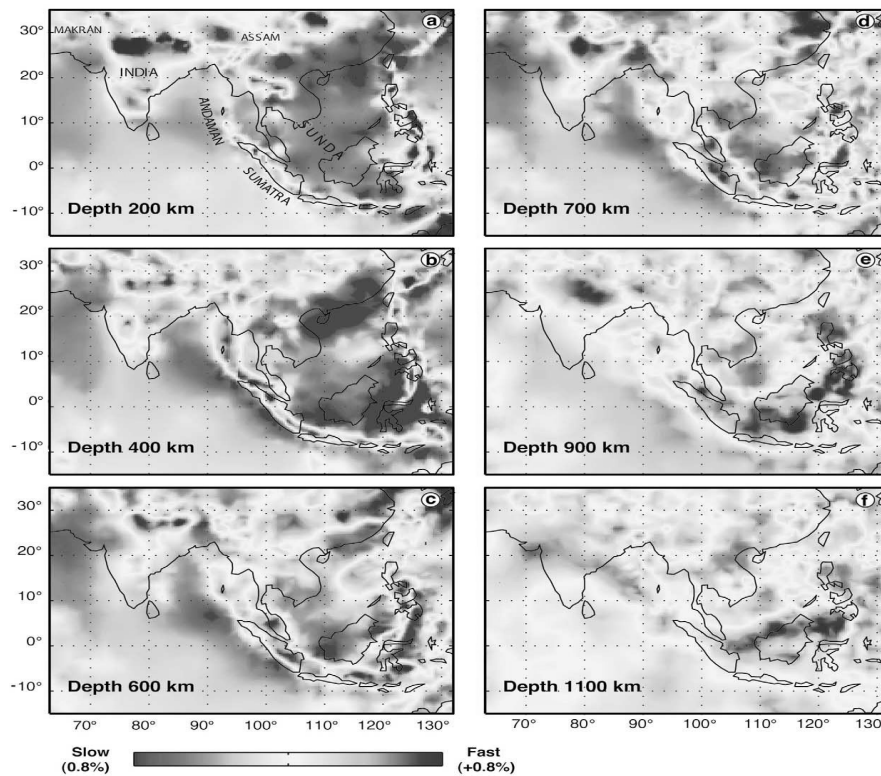 a
MAKRAN
ASSAM
INDIA
ANDAMAN
SUNDA
SUMATRA
30°
20°
10°
0°
-10°
Depth 200 km
d
Depth 700 km
b
30°
20°
10°
0°
-10°
Depth 400 km
e
Depth 900 km
c
30°
20°
10°
0°
-10°
Depth 600 km
f
Depth 1100 km
70° 80° 90° 100° 110° 120° 130°
70° 80° 90° 100° 110° 120° 130°
Slow
(0.8%)
Fast
(+0.8%)